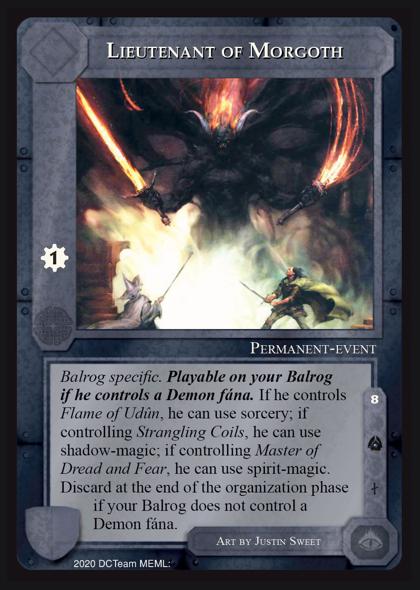 Lieutenant of Morgoth
1
Permanent-event
Balrog specific. Playable on your Balrog
if he controls a Demon fána. If he controls
Flame of Udûn, he can use sorcery; if
controlling Strangling Coils, he can use
shadow-magic; if controlling Master of
Dread and Fear, he can use spirit-magic.
Discard at the end of the organization phase
if your Balrog does not control a
Demon fána.
8
Art by Justin Sweet
2020 DCTeam MEML: